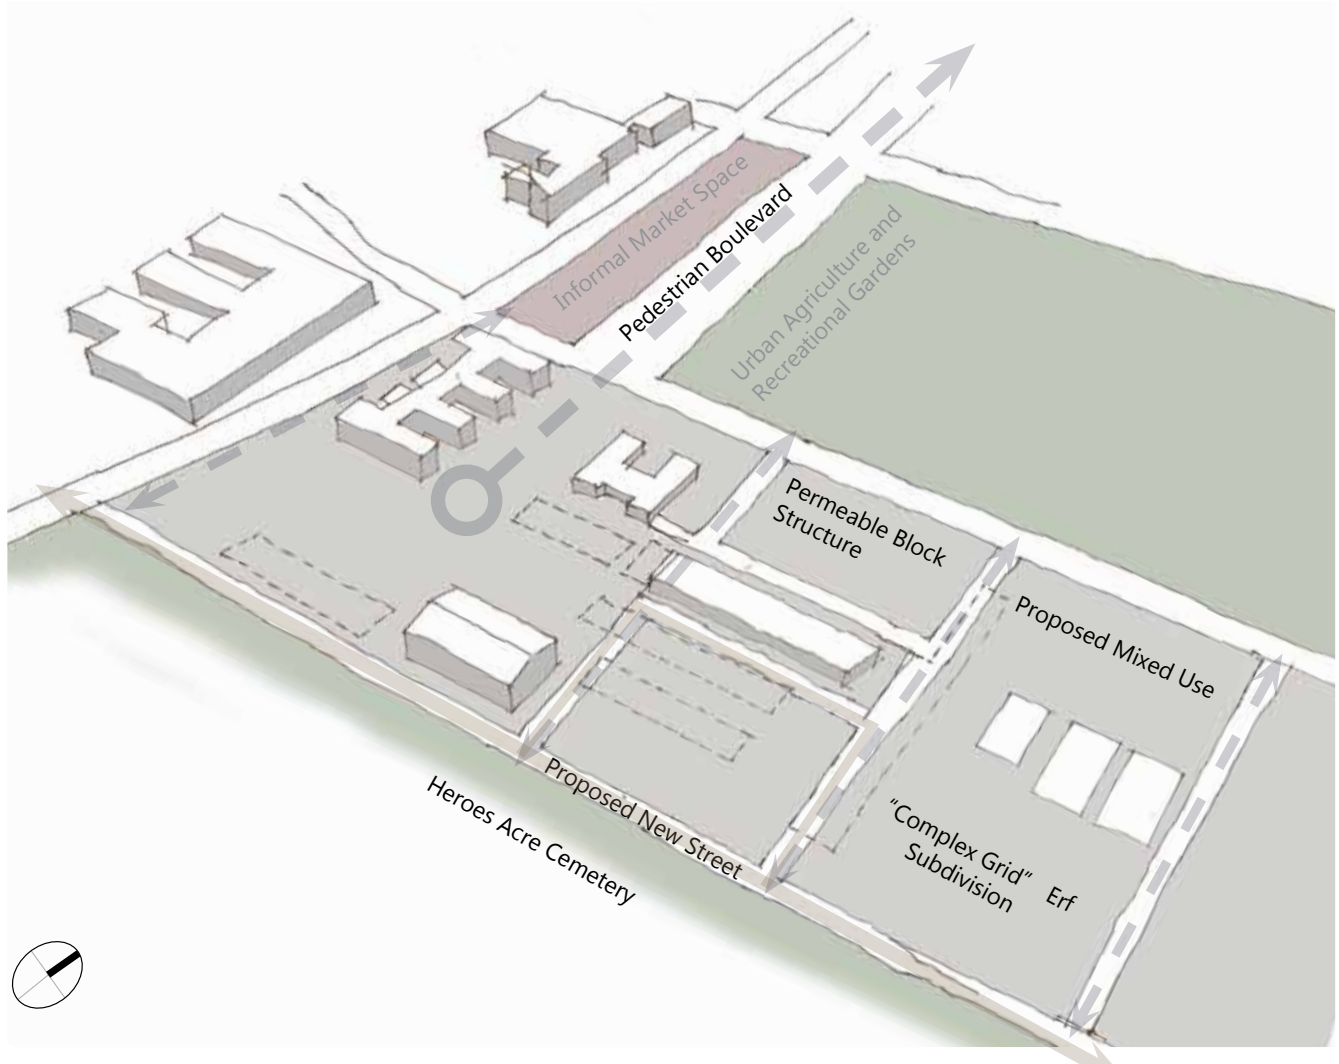 Informal Market Space
Pedestrian Boulevard
Urban Agriculture and
Recreational Gardens
Permeable Block
Structure
Proposed Mixed Use
Proposed New Street
Heroes Acre Cemetery
“Complex Grid” Erf
Subdivision